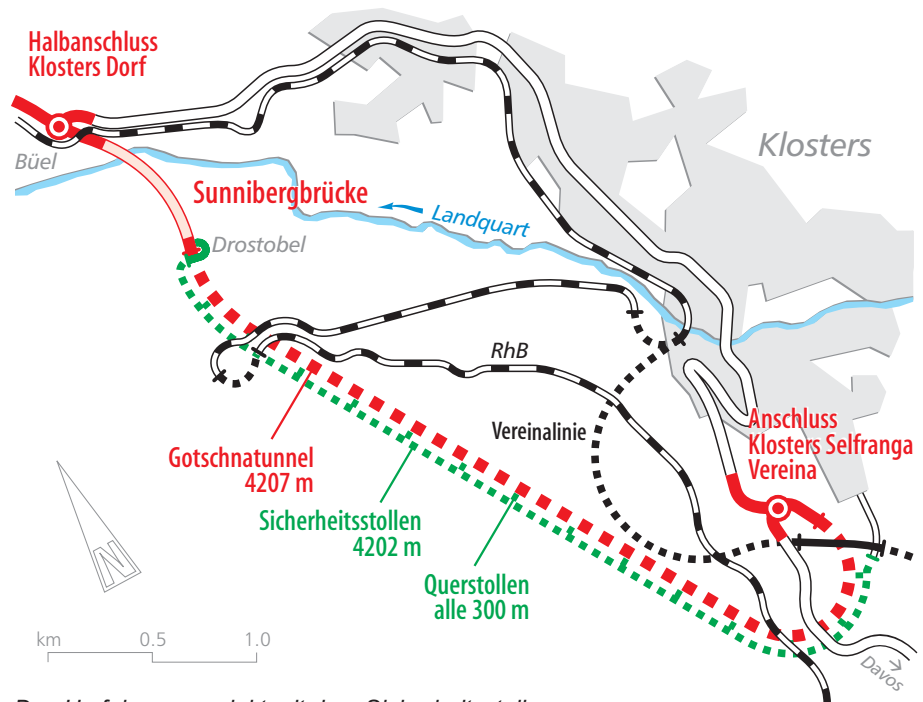 Halbanschluss
Klosters Dorf
Büel
Klosters
Sunnibergbrücke
Landquart
Drostobel
RhB
Vereinalinie
Anschluss
Klosters Selfranga
Vereina
Gotschnatunnel
4207 m
Sicherheitsstollen
4202 m
Querstollen
alle 300 m
N
km 0.5 1.0
Davos